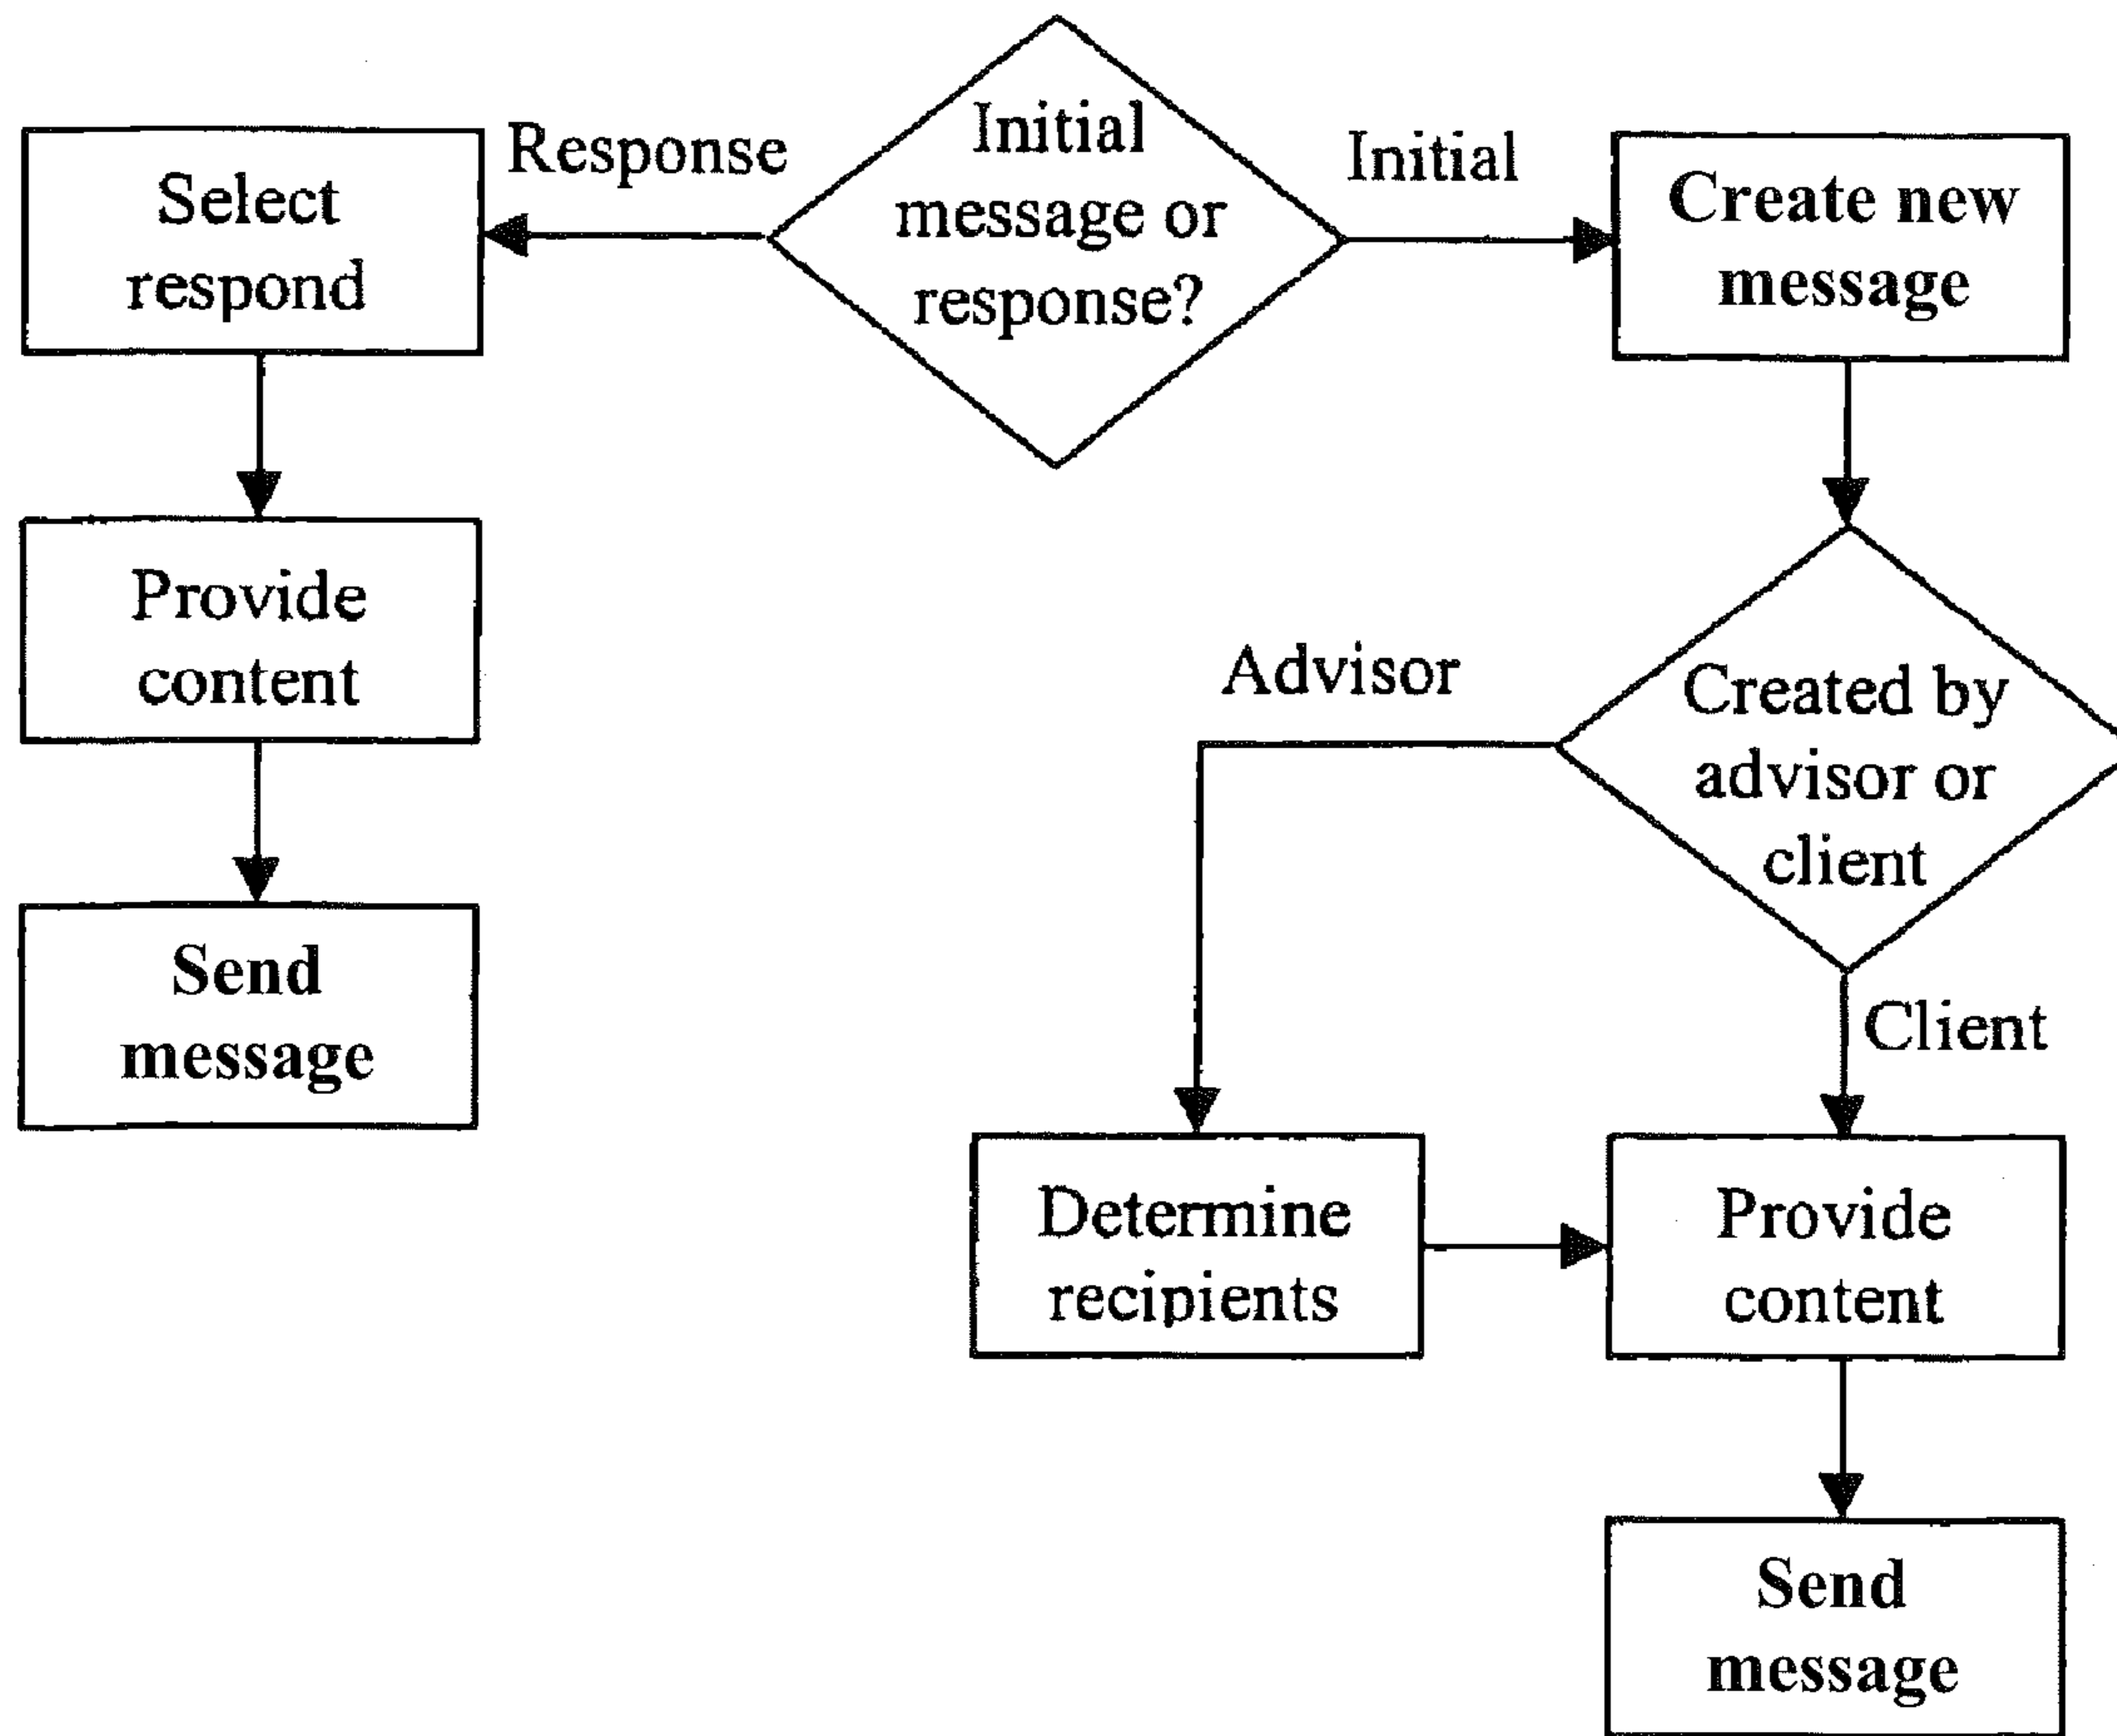 Initial
message or
response?
Response
Initial
Select
respond
Create new
message
Provide
content
Send
message
Created by
advisor or
client
Advisor
Client
Determine
recipients
Provide
content
Send
message